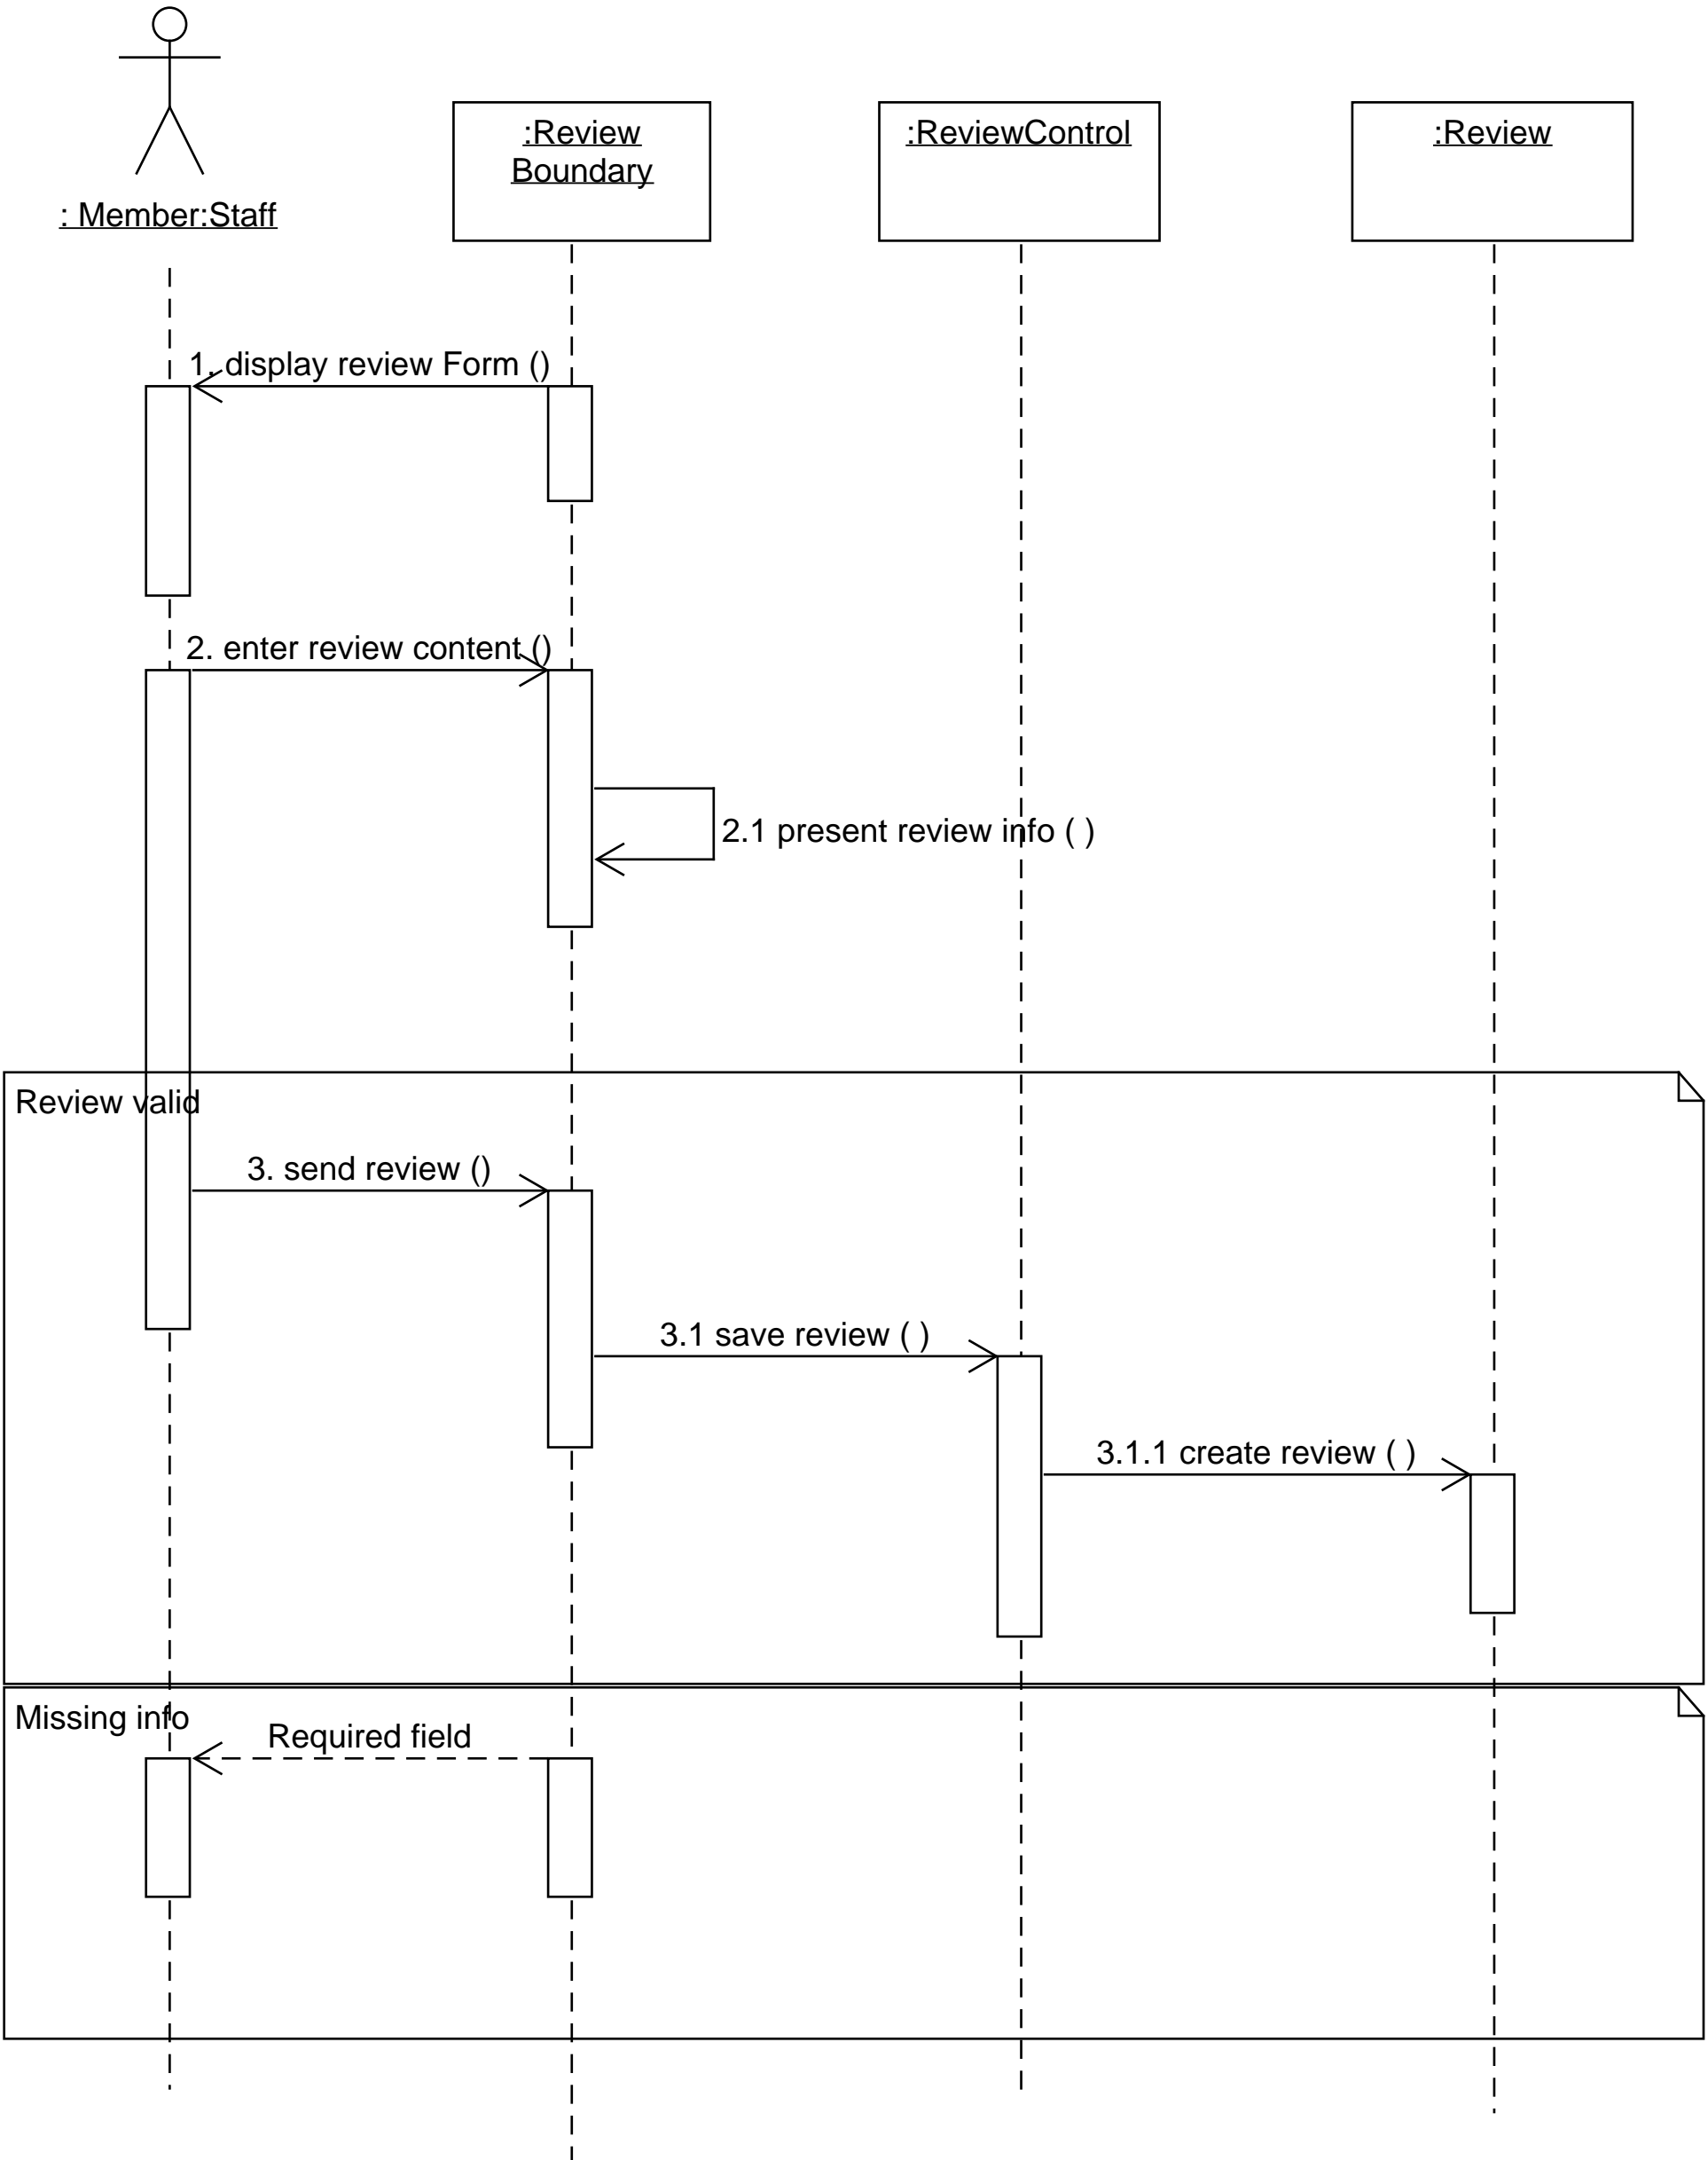 : Member:Staff
:Review
Boundary
:ReviewControl
:Review
1. display review Form ()
2. enter review content ()
2.1 present review info ( )
Review valid
3. send review ()
3.1 save review ( )
3.1.1 create review ( )
Missing info
Required field